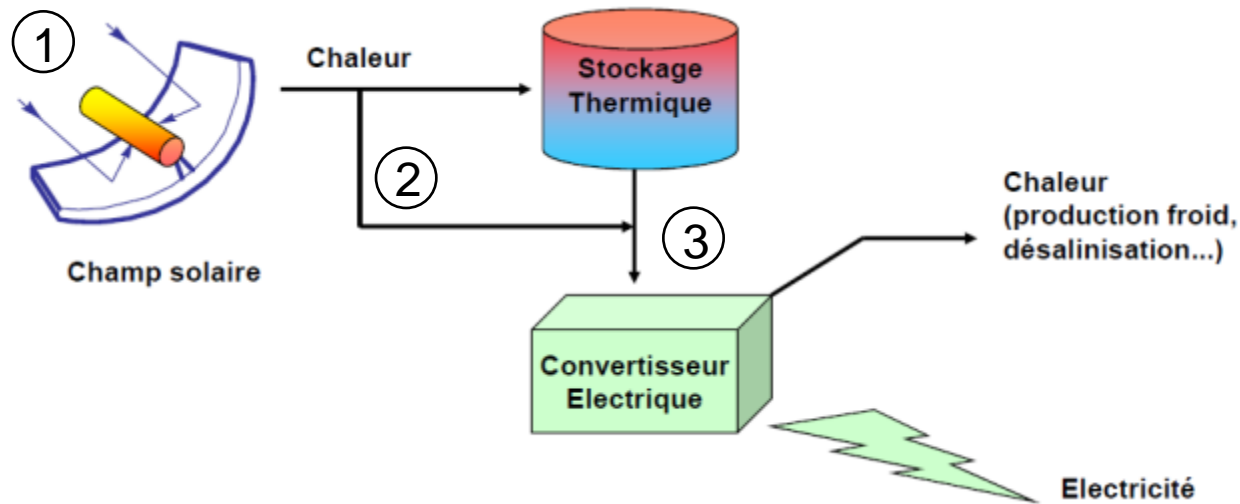 1
Chaleur
Stockage
Thermique
2
Chaleur
(production froid,
désalinisation...)
3
Champ solaire
Convertisseur
Electrique
Electricité